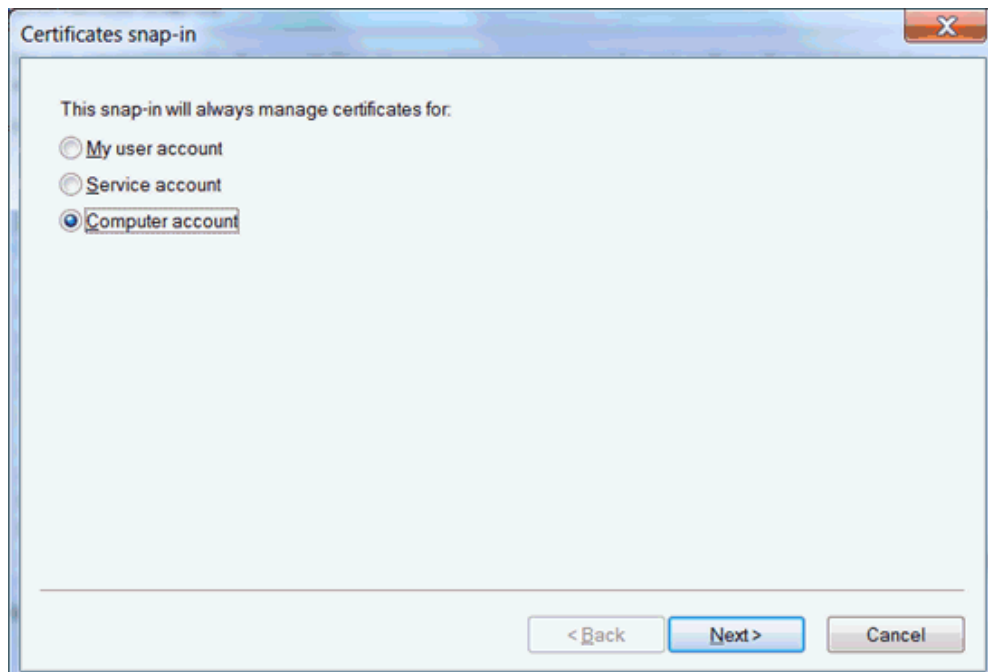 Certificates snap-in
This snap-in will always manage certificates for:
My user account
Service account
Computer account
< Back
Next >
Cancel